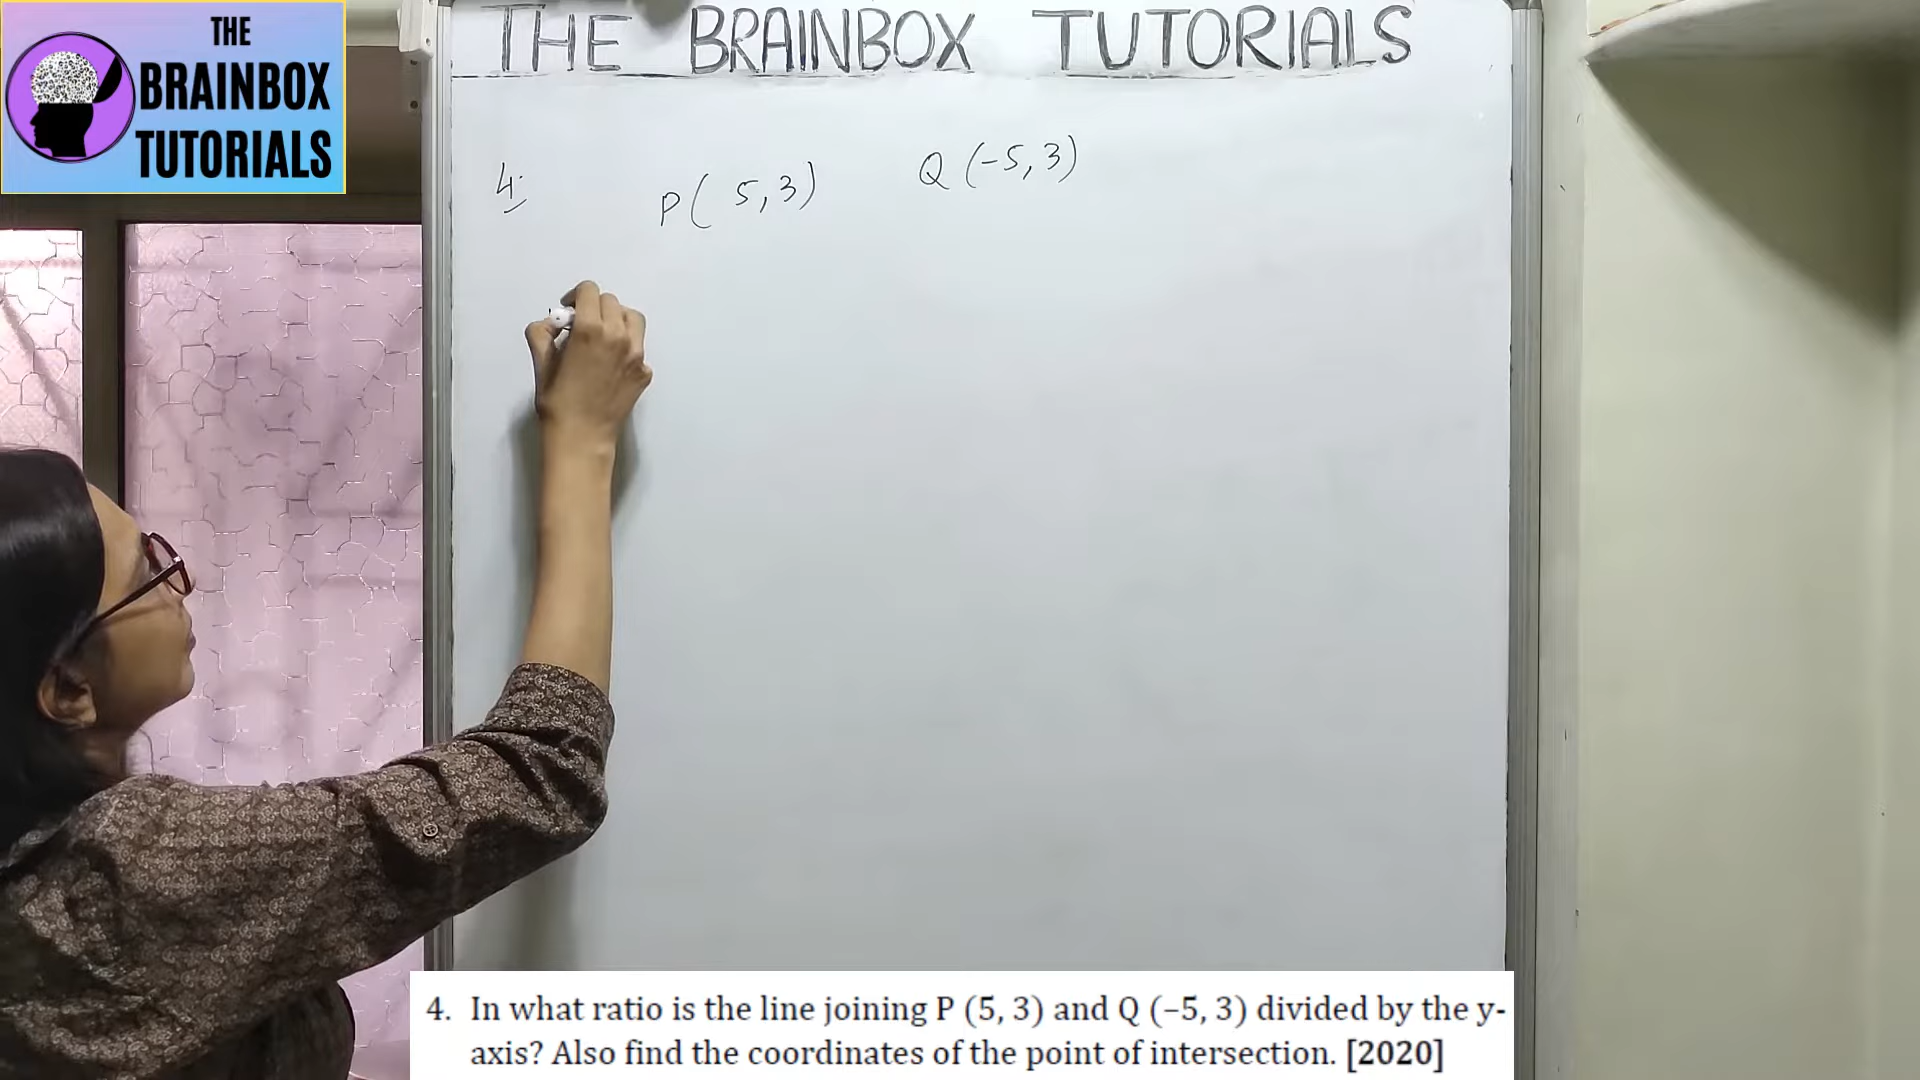 THE
BRAINBOX
TUTORIALS
THE BRAINBOX TUTORIALS
4.
P( 5,3)
Q (-5,3)
4. In what ratio is the line joining P (5, 3) and Q (−5, 3) divided by the y-
axis? Also find the coordinates of the point of intersection. [2020]